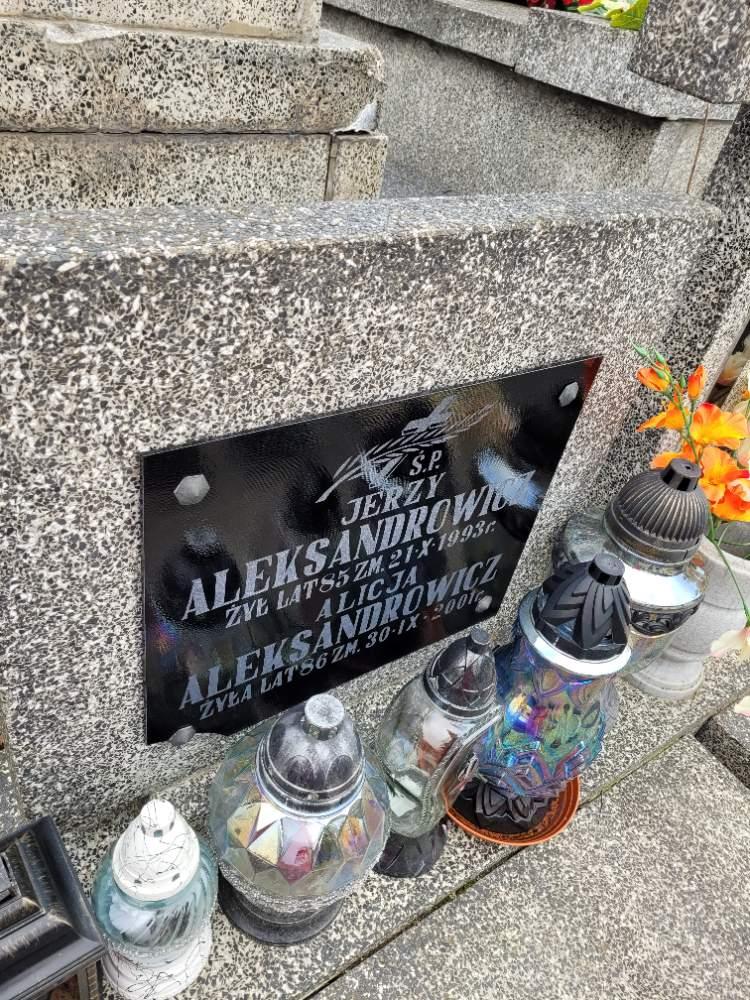 Ś.P.
JERZY
ALEKSANDROWICZ
ŻYŁ LAT 85 ZM. 21·X·1993r.
ALICJA
ALEKSANDROWICZ
ŻYŁA LAT 86 ZM. 30·IX·2001r.